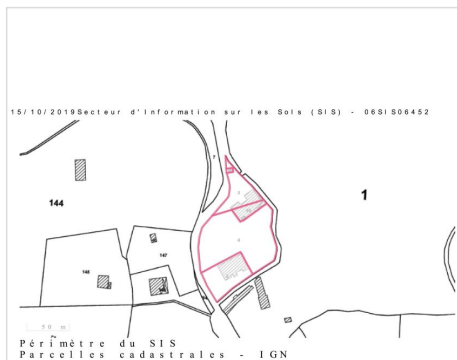 15/10/2019Secteur d'Information sur les Sols (SIS) - 06SIS06452
144
1
147
148
50 m
Périmètre du SIS
Parcelles cadastrales - IGN